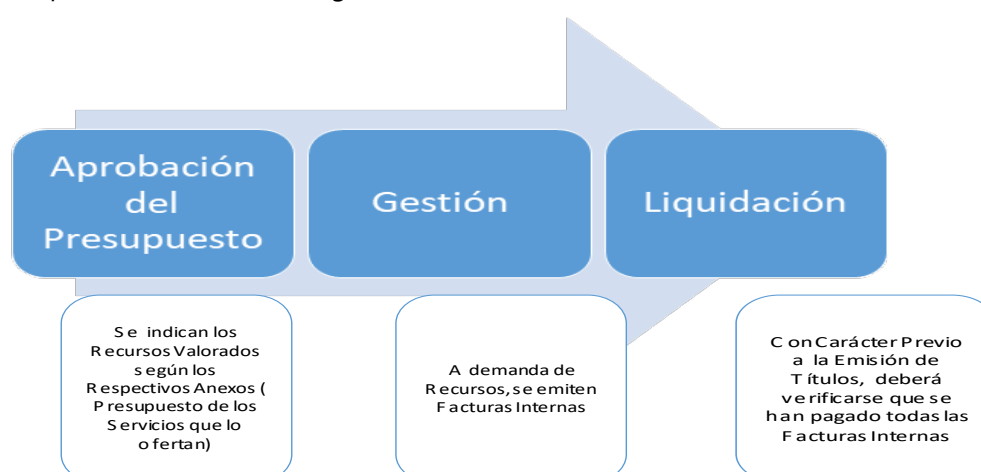 Aprobación
del
Presupuesto
Gestión
Liquidación
Se indican los
Recursos Valorados
según los
Respectivos Anexos (
Presupuesto de los
Servicios que lo
ofertan)
A demanda de
Recursos, se emiten
Facturas Internas
Con Carácter Previo
a la Emisión de
Títulos, deberá
verificarse que se
han pagado todas las
Facturas Internas